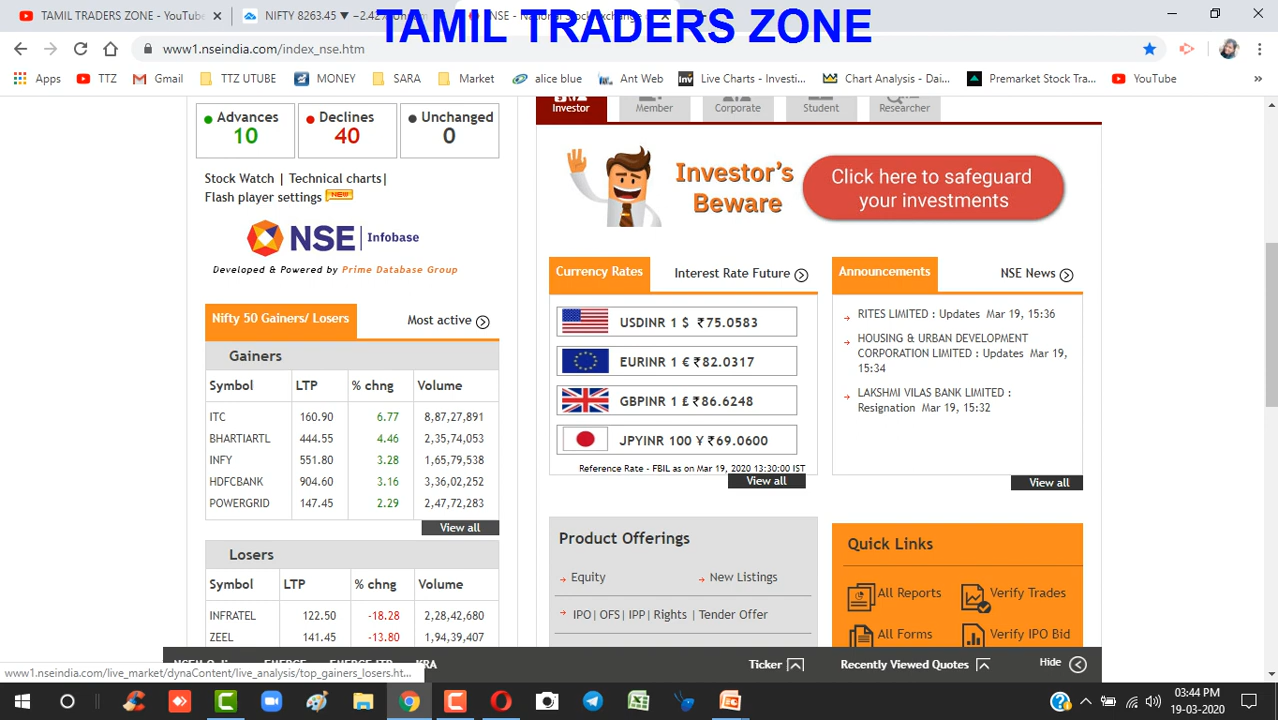 TAMIL TRADERS ZONE - YouTube
NIFTY 8263.45 ▼ −2.42%
NSE - National Stock Exchange
TAMIL TRADERS ZONE
www1.nseindia.com/index_nse.htm
Apps
TTZ
Gmail
TTZ UTUBE
MONEY
SARA
Market
alice blue
Ant Web
Live Charts - Investi...
Chart Analysis - Dai...
Premarket Stock Tra...
YouTube
»
Advances
10
Declines
40
Unchanged
0
Stock Watch | Technical charts|
Flash player settings NEW
NSE Infobase
Developed & Powered by Prime Database Group
Nifty 50 Gainers/ Losers
Most active
Gainers
Symbol LTP % chng Volume
ITC 160.90 6.77 8,87,27,891
BHARTIARTL 444.55 4.46 2,35,74,053
INFY 551.80 3.28 1,65,79,538
HDFCBANK 904.60 3.16 3,36,02,252
POWERGRID 147.45 2.29 2,47,72,283
View all
Losers
Symbol LTP % chng Volume
INFRATEL 122.50 -18.28 2,28,42,680
ZEEL 141.45 -13.80 1,94,39,407
Investor
Member
Corporate
Student
Researcher
Investor's
Beware
Click here to safeguard
your investments
Currency Rates
Interest Rate Future
USDINR 1 $ ₹75.0583
EURINR 1 € ₹82.0317
GBPINR 1 £ ₹86.6248
JPYINR 100 ¥ ₹69.0600
Reference Rate - FBIL as on Mar 19, 2020 13:30:00 IST
View all
Announcements
NSE News
RITES LIMITED : Updates Mar 19, 15:36
HOUSING & URBAN DEVELOPMENT
CORPORATION LIMITED : Updates Mar 19,
15:34
LAKSHMI VILAS BANK LIMITED :
Resignation Mar 19, 15:32
View all
Product Offerings
Equity
New Listings
IPO| OFS| IPP| Rights | Tender Offer
Quick Links
All Reports
Verify Trades
All Forms
Verify IPO Bid
KRA
Ticker
Recently Viewed Quotes
Hide
www1.nseindia.com/live_market/dynaContent/live_analysis/top_gainers_losers.ht...
03:44 PM
19-03-2020